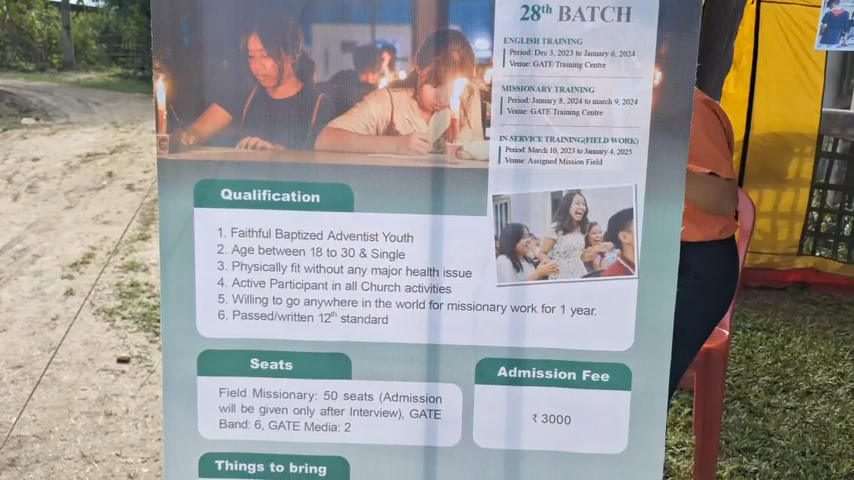 28th BATCH
ENGLISH TRAINING
Period: Dec 3, 2023 to January 6, 2024
Venue: GATE Training Centre
MISSIONARY TRAINING
Period: January 8, 2024 to march 9, 2024
Venue: GATE Training Centre
IN-SERVICE TRAINING(FIELD WORK)
Period: March 10, 2023 to January 4, 2025
Venue: Assigned Mission Field
Qualification
1. Faithful Baptized Adventist Youth
2. Age between 18 to 30 & Single
3. Physically fit without any major health issue
4. Active Participant in all Church activities
5. Willing to go anywhere in the world for missionary work for 1 year.
6. Passed/written 12th standard
Seats
Field Missionary: 50 seats (Admission
will be given only after Interview), GATE
Band: 6, GATE Media: 2
Admission Fee
₹ 3000
Things to bring